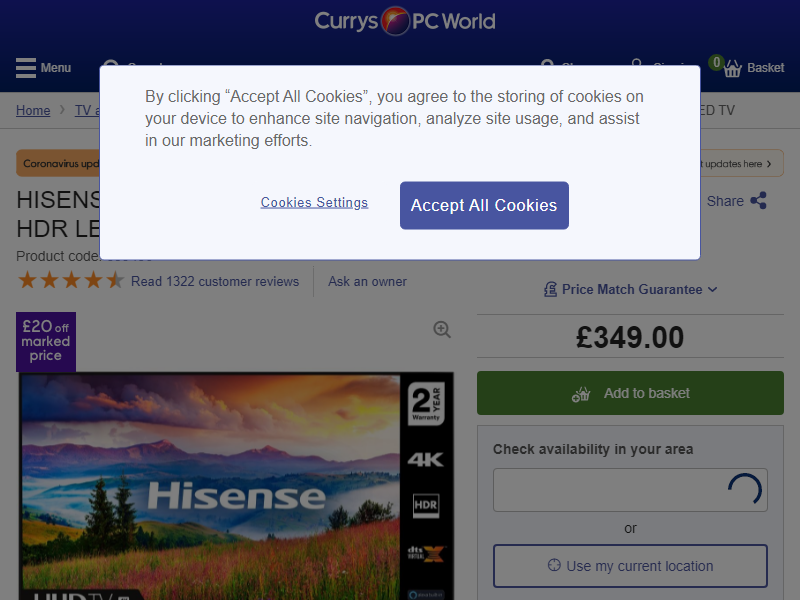 Currys PC World
Menu
0
Basket
By clicking “Accept All Cookies”, you agree to the storing of cookies on
your device to enhance site navigation, analyze site usage, and assist
in our marketing efforts.
Cookies Settings
Accept All Cookies
Home
TV
TV
Coronavirus upd
updates here
HISENS
HDR LE
Share
Product code:
Read 1322 customer reviews
Ask an owner
Price Match Guarantee
£20 off
marked
price
£349.00
Add to basket
2 YEAR
Warranty
4K
Hisense
HDR
dts
X
Check availability in your area
or
Use my current location